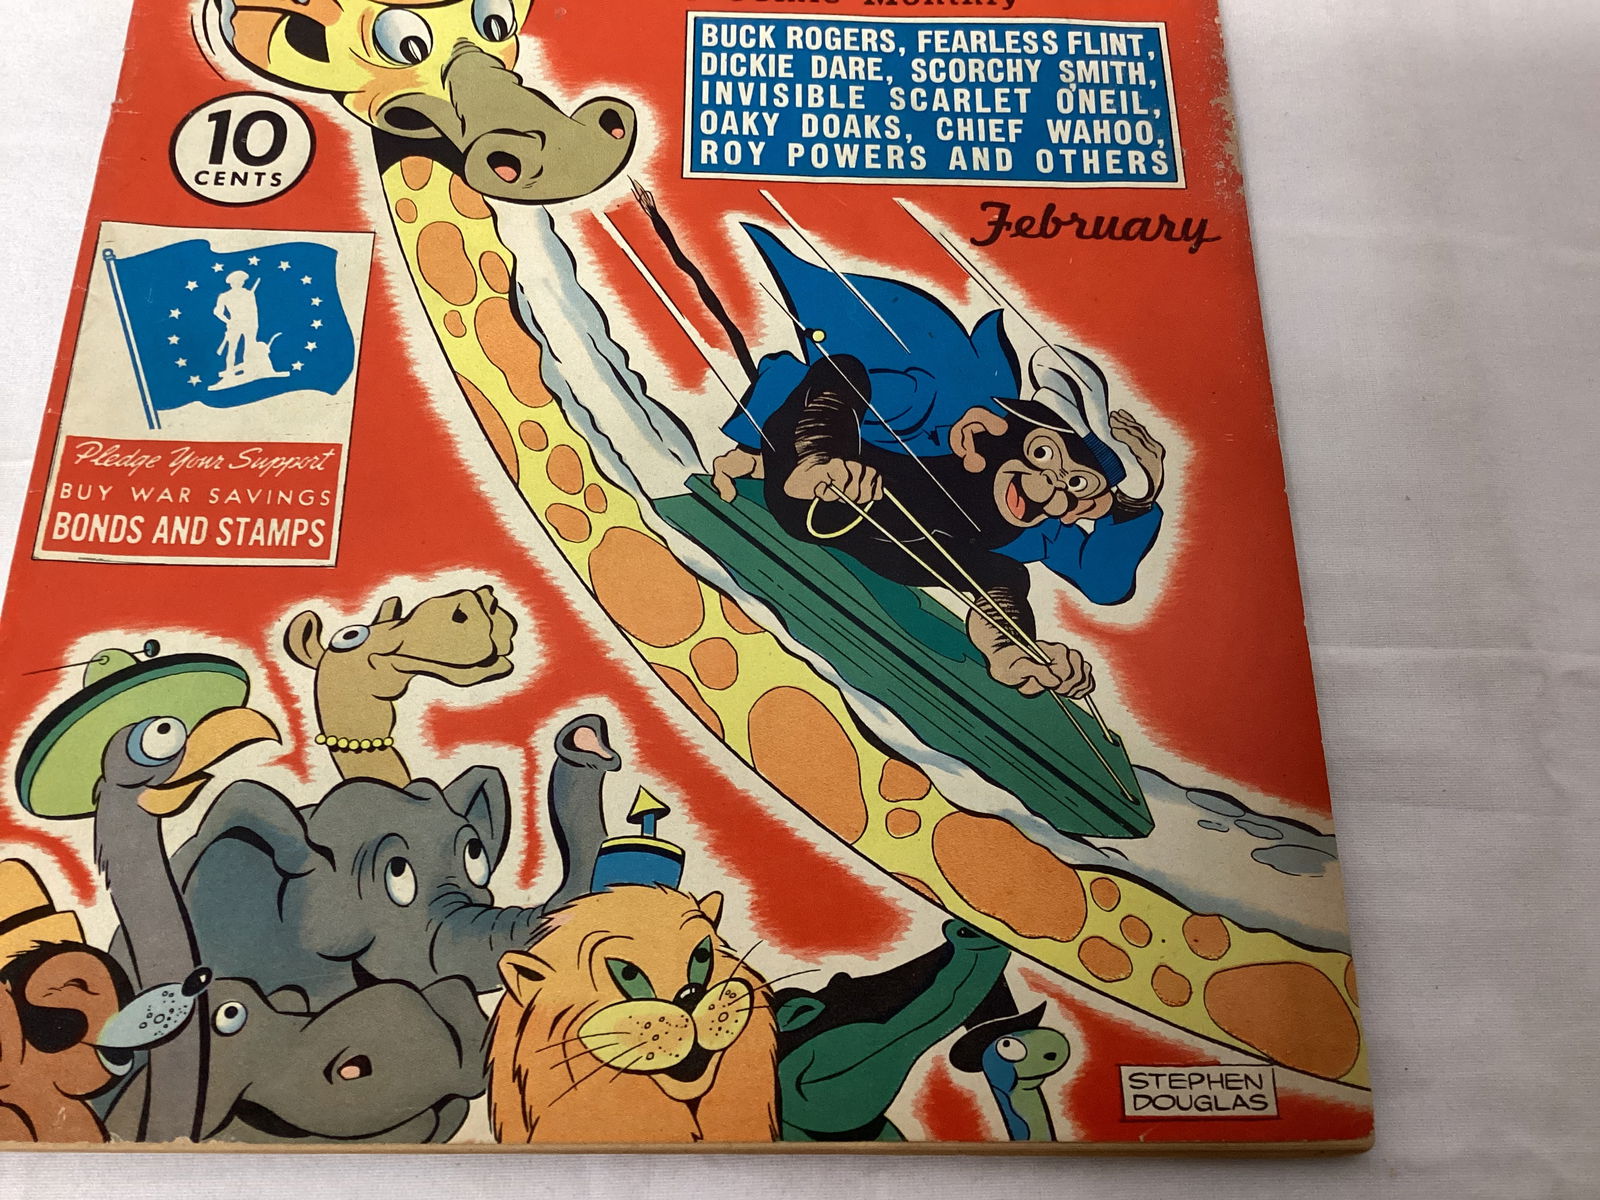 Monthly
BUCK ROGERS, FEARLESS FLINT,
DICKIE DARE, SCORCHY SMITH,
INVISIBLE SCARLET O'NEIL,
OAKY DOAKS, CHIEF WAHOO,
ROY POWERS AND OTHERS
10
CENTS
February
Pledge Your Support
BUY WAR SAVINGS
BONDS AND STAMPS
STEPHEN
DOUGLAS